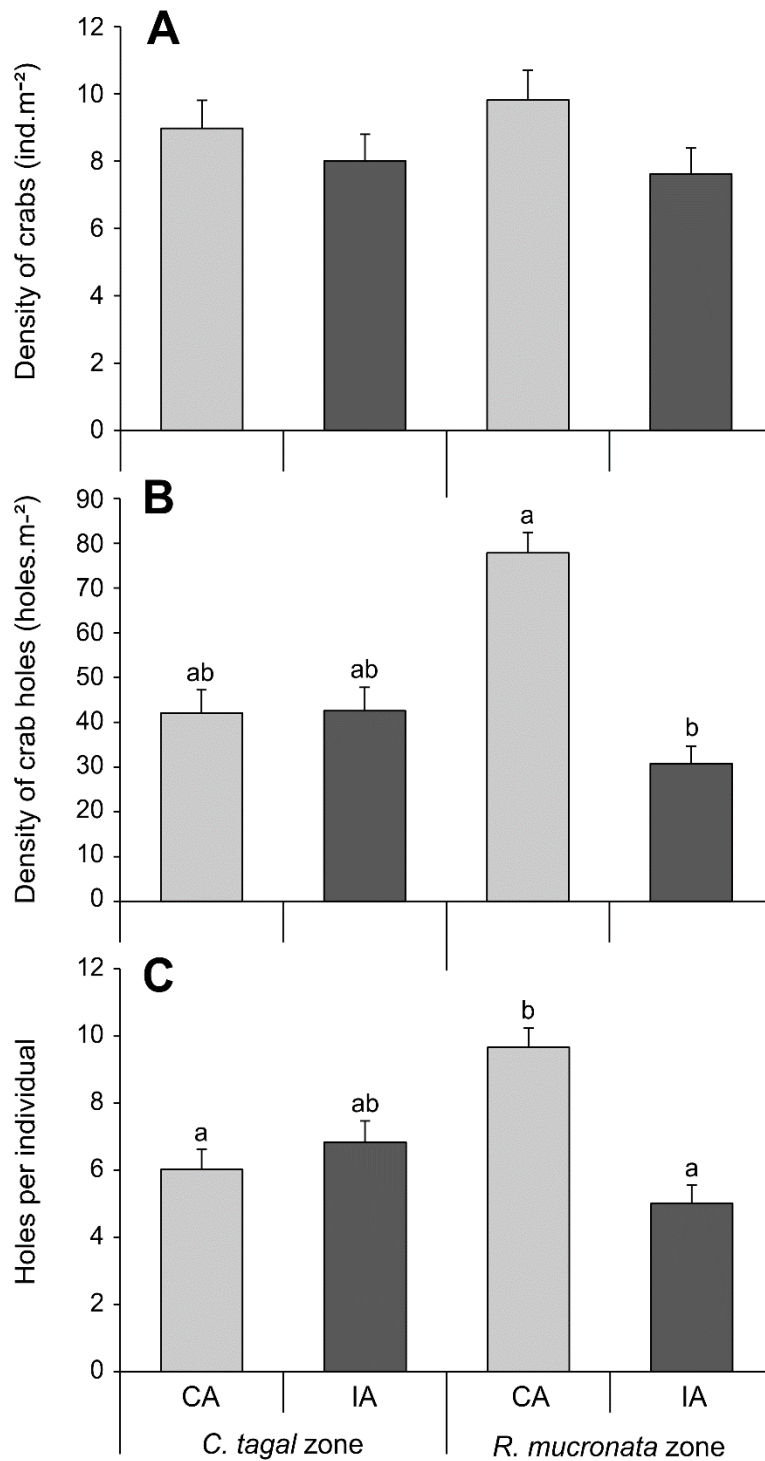 A
Density of crabs (ind.m⁻²)
12
10
8
6
4
2
0
B
Density of crab holes (holes.m-²)
90
80
70
60
50
40
30
20
10
0
ab
ab
a
b
C
Holes per individual
12
10
8
6
4
2
0
a
ab
b
a
CA IA CA IA
C. tagal zone R. mucronata zone